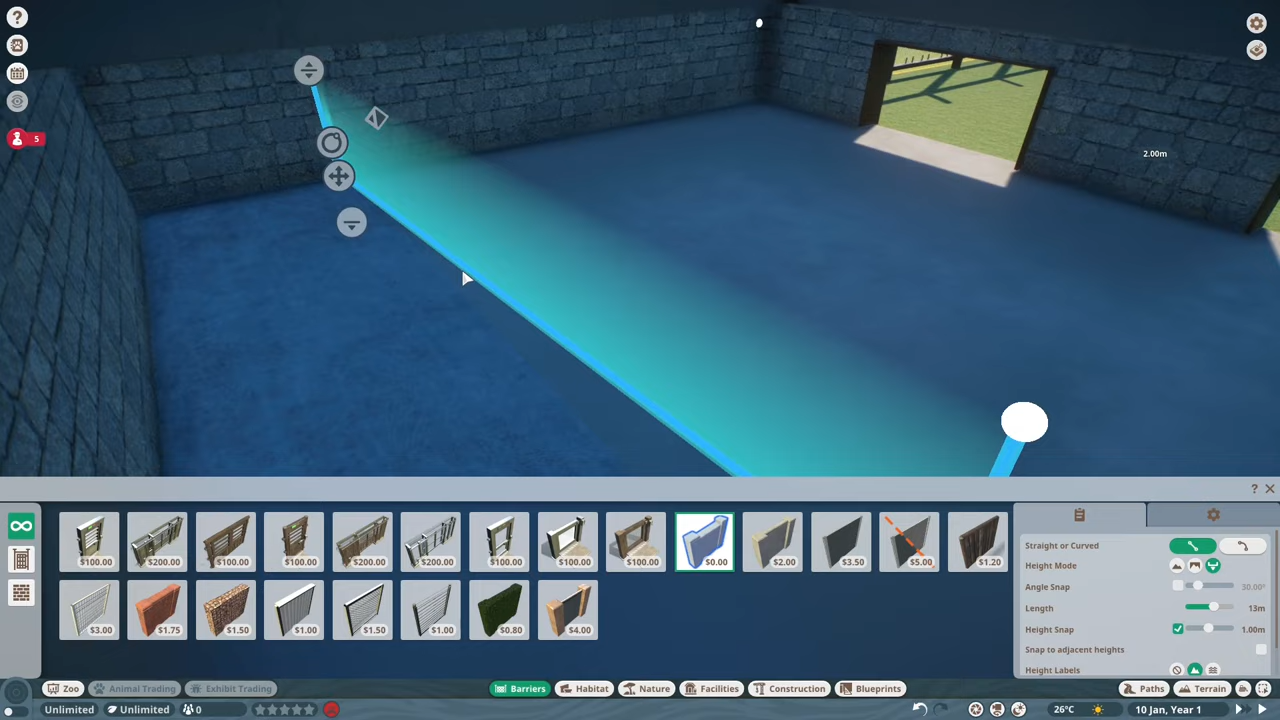 ?
5
2.00m
?
$100.00 $200.00 $100.00 $100.00 $200.00 $200.00 $100.00 $100.00 $100.00 $0.00 $2.00 $3.50 $5.00 $1.20
$3.00 $1.75 $1.50 $1.00 $1.50 $1.00 $0.80 $4.00
Straight or Curved
Height Mode
Angle Snap 30.00°
Length 13m
Height Snap 1.00m
Snap to adjacent heights
Height Labels
Zoo Animal Trading Exhibit Trading Barriers Habitat Nature Facilities Construction Blueprints Paths Terrain
Unlimited Unlimited 0 26°C 10 Jan, Year 1